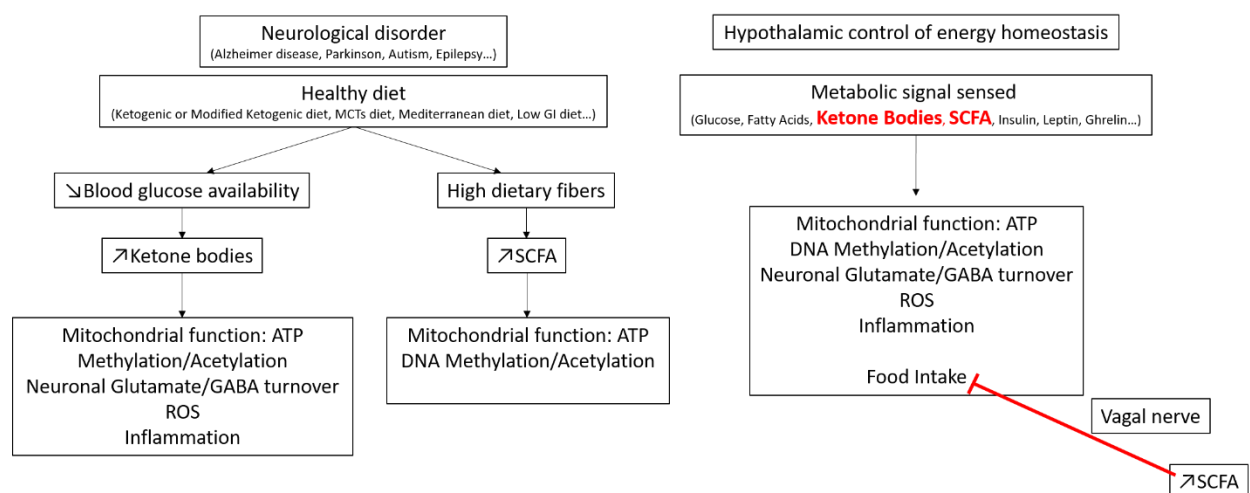 Neurological disorder
(Alzheimer disease, Parkinson, Autism, Epilepsy…)
Healthy diet
(Ketogenic or Modified Ketogenic diet, MCTs diet, Mediterranean diet, Low GI diet…)
↘Blood glucose availability
High dietary fibers
↗Ketone bodies
↗SCFA
Mitochondrial function: ATP
Methylation/Acetylation
Neuronal Glutamate/GABA turnover
ROS
Inflammation
Mitochondrial function: ATP
DNA Methylation/Acetylation
Hypothalamic control of energy homeostasis
Metabolic signal sensed
(Glucose, Fatty Acids, Ketone Bodies, SCFA, Insulin, Leptin, Ghrelin…)
Mitochondrial function: ATP
DNA Methylation/Acetylation
Neuronal Glutamate/GABA turnover
ROS
Inflammation
Food Intake
Vagal nerve
↗SCFA